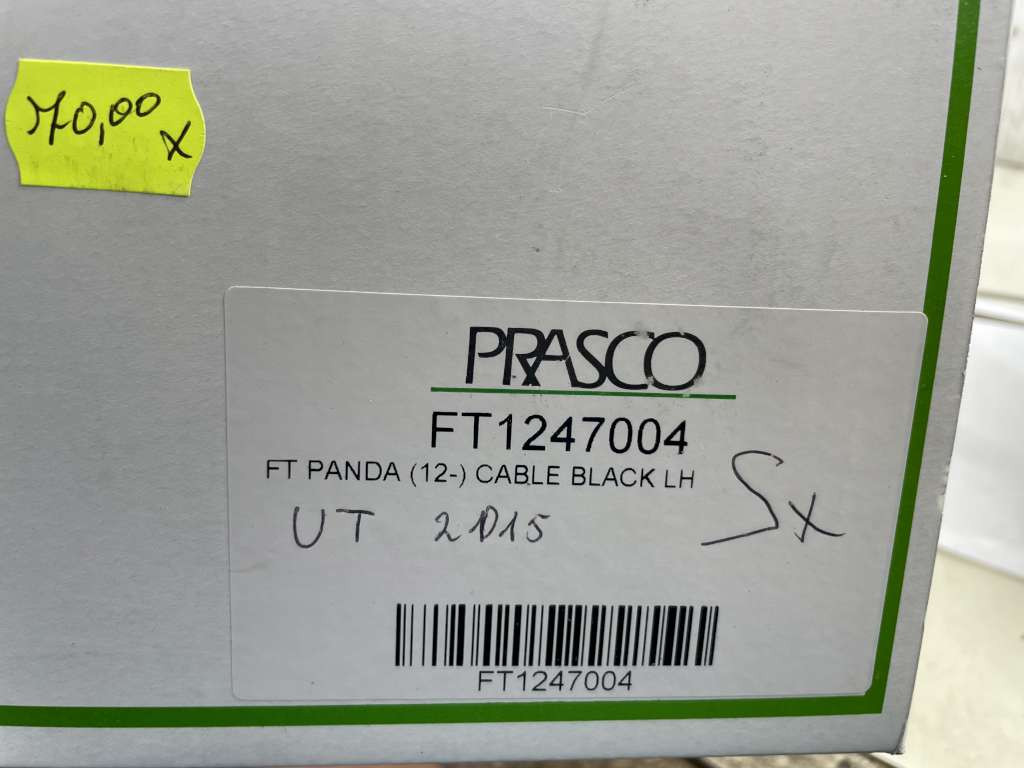 70,00
x
PRASCO
FT1247004
FT PANDA (12-) CABLE BLACK LH
Sx
UT 2015
FT1247004